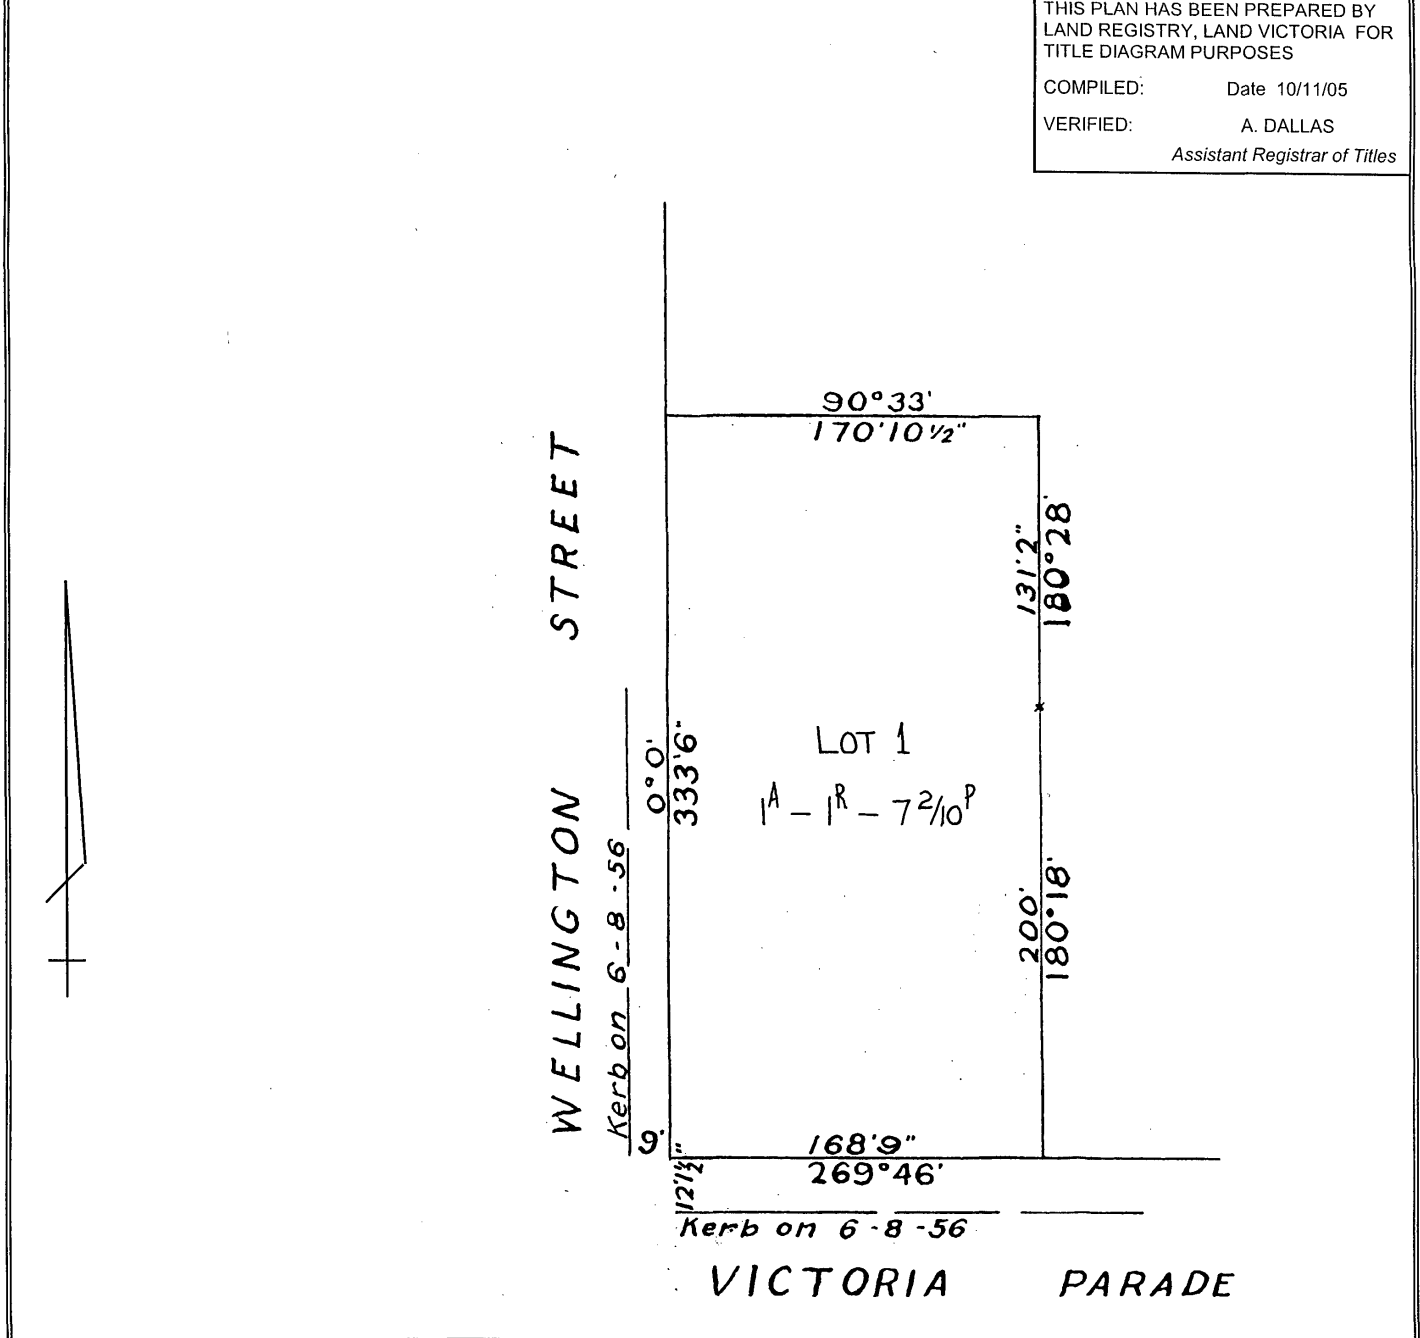 THIS PLAN HAS BEEN PREPARED BY
LAND REGISTRY, LAND VICTORIA FOR
TITLE DIAGRAM PURPOSES
COMPILED: Date 10/11/05
VERIFIED: A. DALLAS
Assistant Registrar of Titles
90°33'
170'10½"
131'2"
180°28'
WELLINGTON STREET
Kerb on 6-8-56
0°0'
333'6"
LOT 1
1ᴬ - 1ᴿ - 7 2/10ᴾ
200'
180°18'
9'
168'9"
269°46'
12'1½"
Kerb on 6-8-56
VICTORIA PARADE